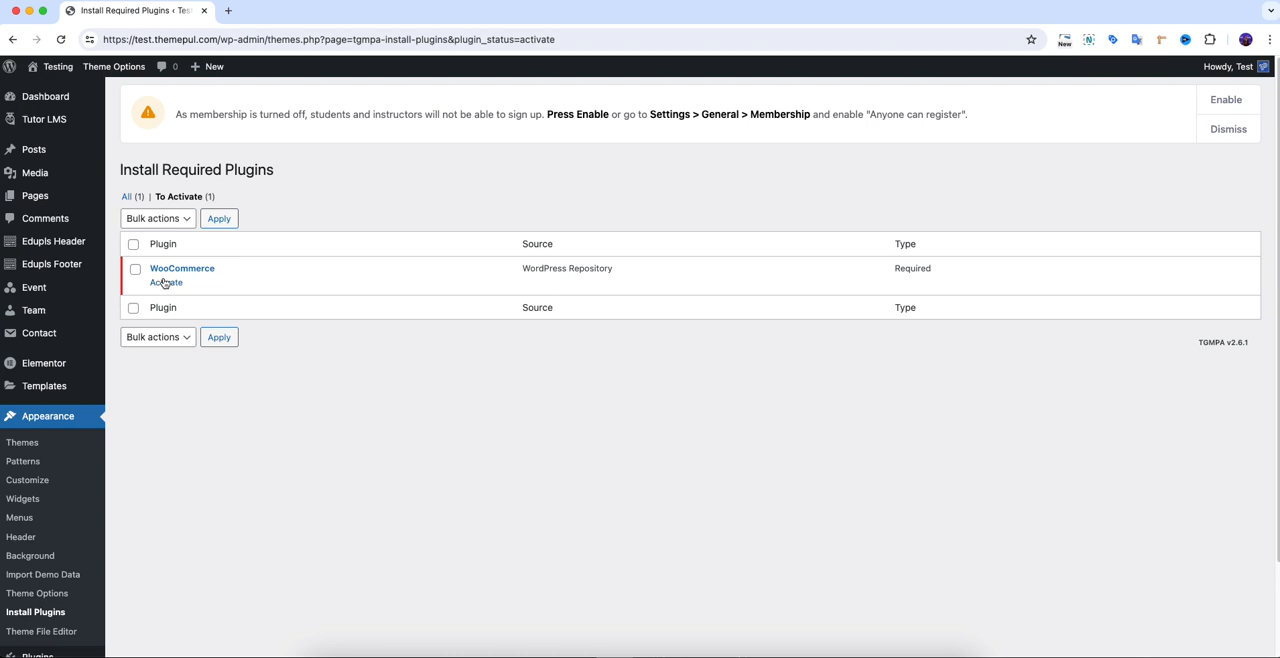 Install Required Plugins ‹ Tes
https://test.themepul.com/wp-admin/themes.php?page=tgmpa-install-plugins&plugin_status=activate
New
Testing
Theme Options
0
New
Howdy, Test
Dashboard
Tutor LMS
Posts
Media
Pages
Comments
Edupls Header
Edupls Footer
Event
Team
Contact
Elementor
Templates
Appearance
Themes
Patterns
Customize
Widgets
Menus
Header
Background
Import Demo Data
Theme Options
Install Plugins
Theme File Editor
Plugins
As membership is turned off, students and instructors will not be able to sign up. Press Enable or go to Settings > General > Membership and enable "Anyone can register".
Enable
Dismiss
Install Required Plugins
All (1) | To Activate (1)
Bulk actions Apply
Plugin Source Type
WooCommerce WordPress Repository Required
Activate
Plugin Source Type
Bulk actions Apply
TGMPA v2.6.1